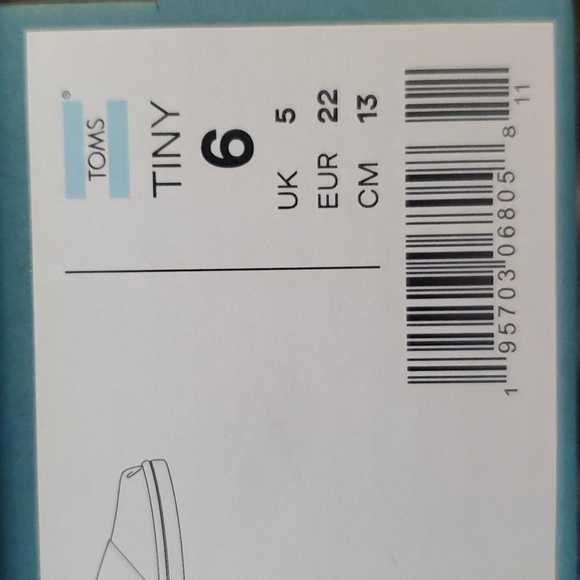 TOMS®
TINY
6
UK 5
EUR 22
CM 13
1 95703 06805 8 11